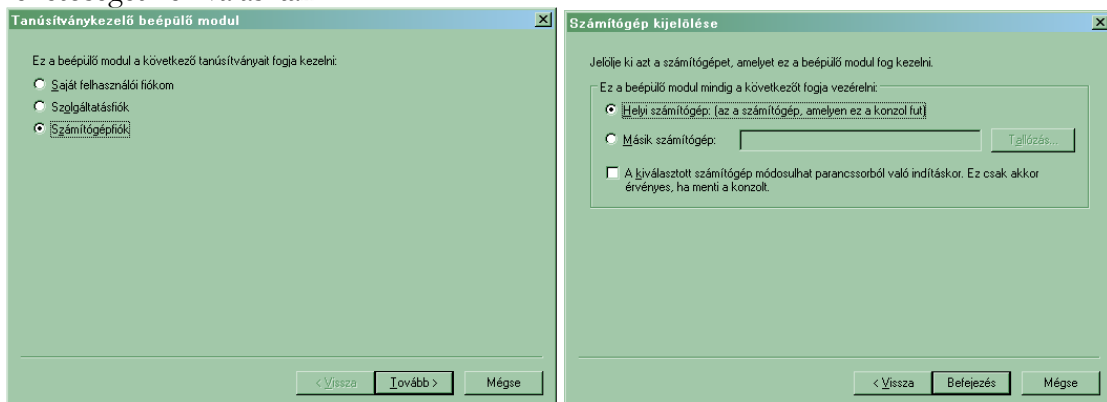 Tanúsítványkezelő beépülő modul
Ez a beépülő modul a következő tanúsítványait fogja kezelni:
Saját felhasználói fiókom
Szolgáltatásfiók
Számítógépfiók
< Vissza
Tovább >
Mégse
Számítógép kijelölése
Jelölje ki azt a számítógépet, amelyet ez a beépülő modul fog kezelni.
Ez a beépülő modul mindig a következőt fogja vezérelni:
Helyi számítógép: (az a számítógép, amelyen ez a konzol fut)
Másik számítógép:
Tallózás...
A kiválasztott számítógép módosulhat parancssorból való indításkor. Ez csak akkor
érvényes, ha menti a konzolt.
< Vissza
Befejezés
Mégse